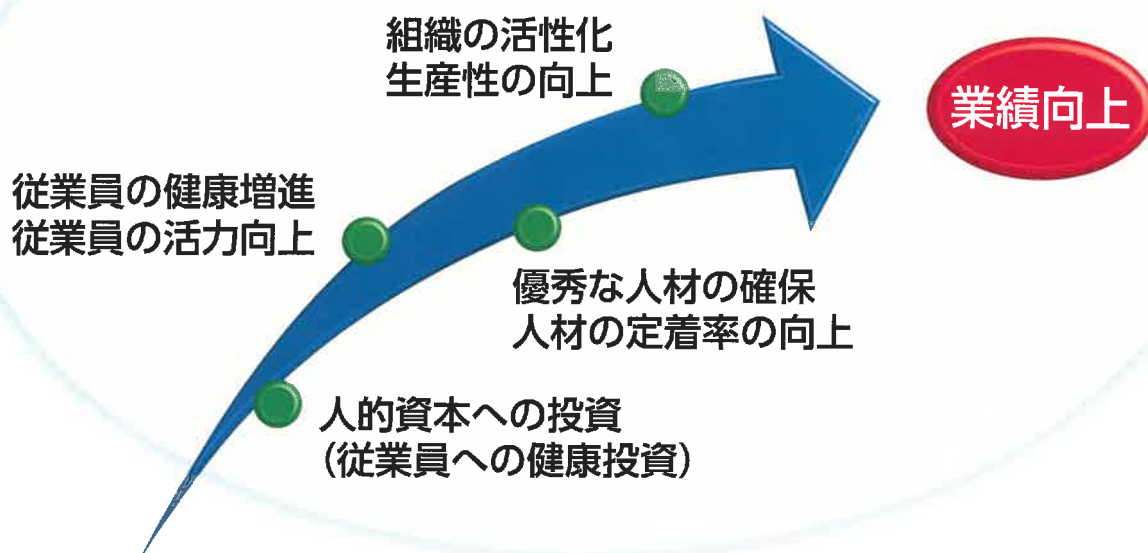 組織の活性化
生産性の向上
業績向上
従業員の健康増進
従業員の活力向上
優秀な人材の確保
人材の定着率の向上
人的資本への投資
(従業員への健康投資)